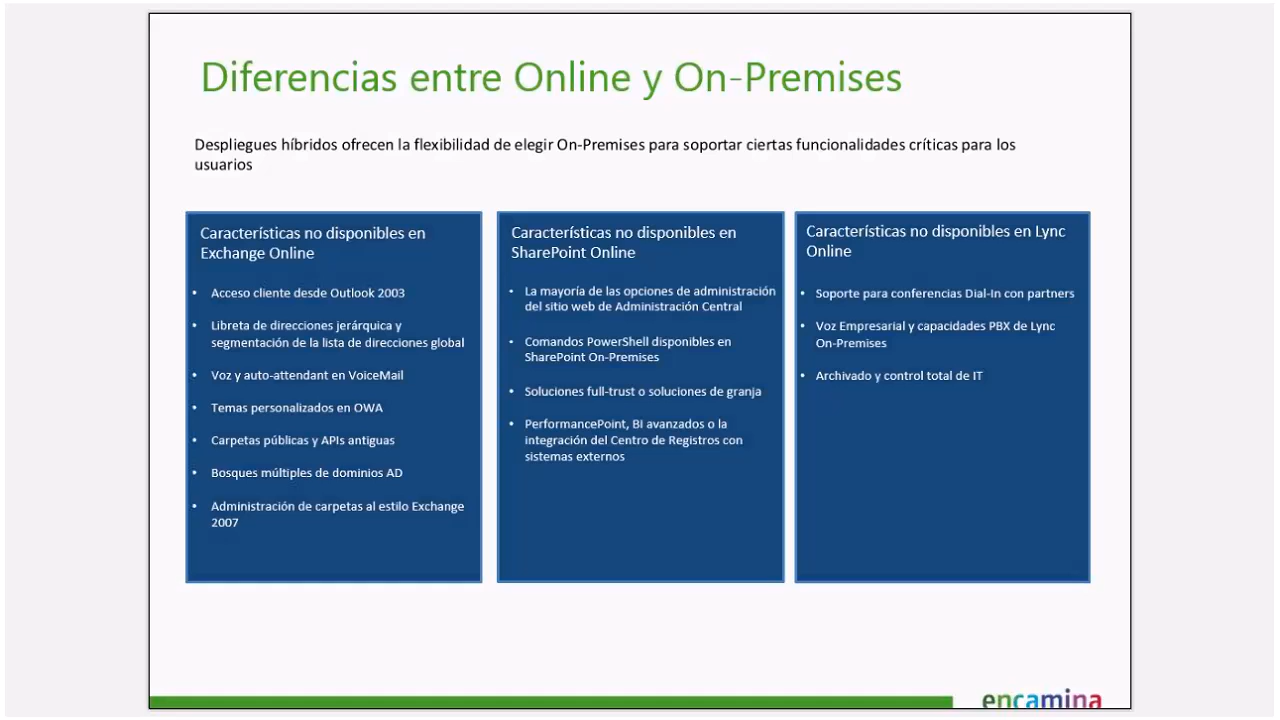 Diferencias entre Online y On-Premises
Despliegues híbridos ofrecen la flexibilidad de elegir On-Premises para soportar ciertas funcionalidades críticas para los
usuarios
Características no disponibles en
Exchange Online
• Acceso cliente desde Outlook 2003
• Libreta de direcciones jerárquica y
segmentación de la lista de direcciones global
• Voz y auto-attendant en VoiceMail
• Temas personalizados en OWA
• Carpetas públicas y APIs antiguas
• Bosques múltiples de dominios AD
• Administración de carpetas al estilo Exchange
2007
Características no disponibles en
SharePoint Online
• La mayoría de las opciones de administración
del sitio web de Administración Central
• Comandos PowerShell disponibles en
SharePoint On-Premises
• Soluciones full-trust o soluciones de granja
• PerformancePoint, BI avanzados o la
integración del Centro de Registros con
sistemas externos
Características no disponibles en Lync
Online
• Soporte para conferencias Dial-In con partners
• Voz Empresarial y capacidades PBX de Lync
On-Premises
• Archivado y control total de IT
encamina